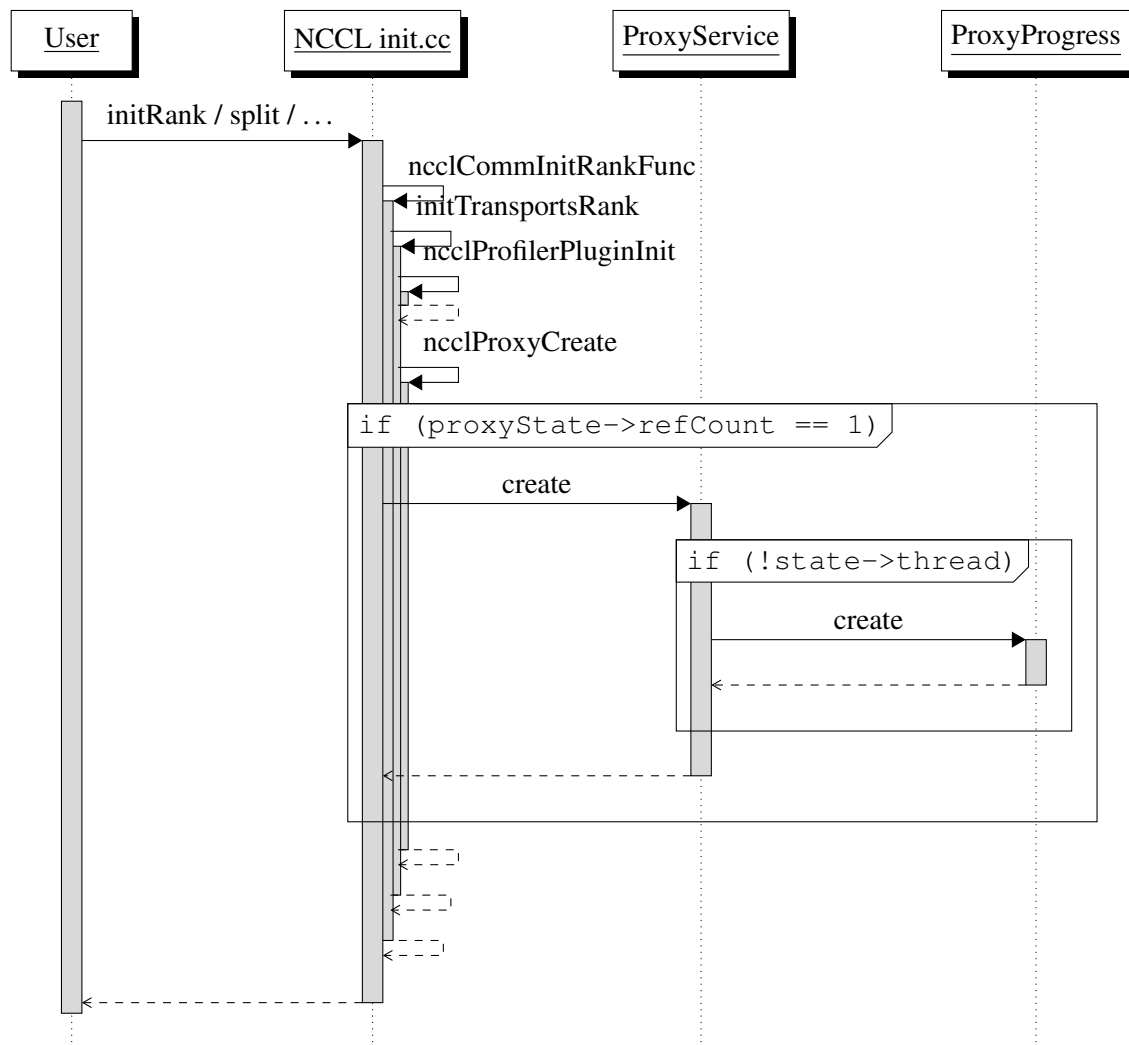 User
NCCL init.cc
ProxyService
ProxyProgress
initRank / split / . . .
ncclCommInitRankFunc
initTransportsRank
ncclProfilerPluginInit
ncclProxyCreate
if (proxyState->refCount == 1)
create
if (!state->thread)
create